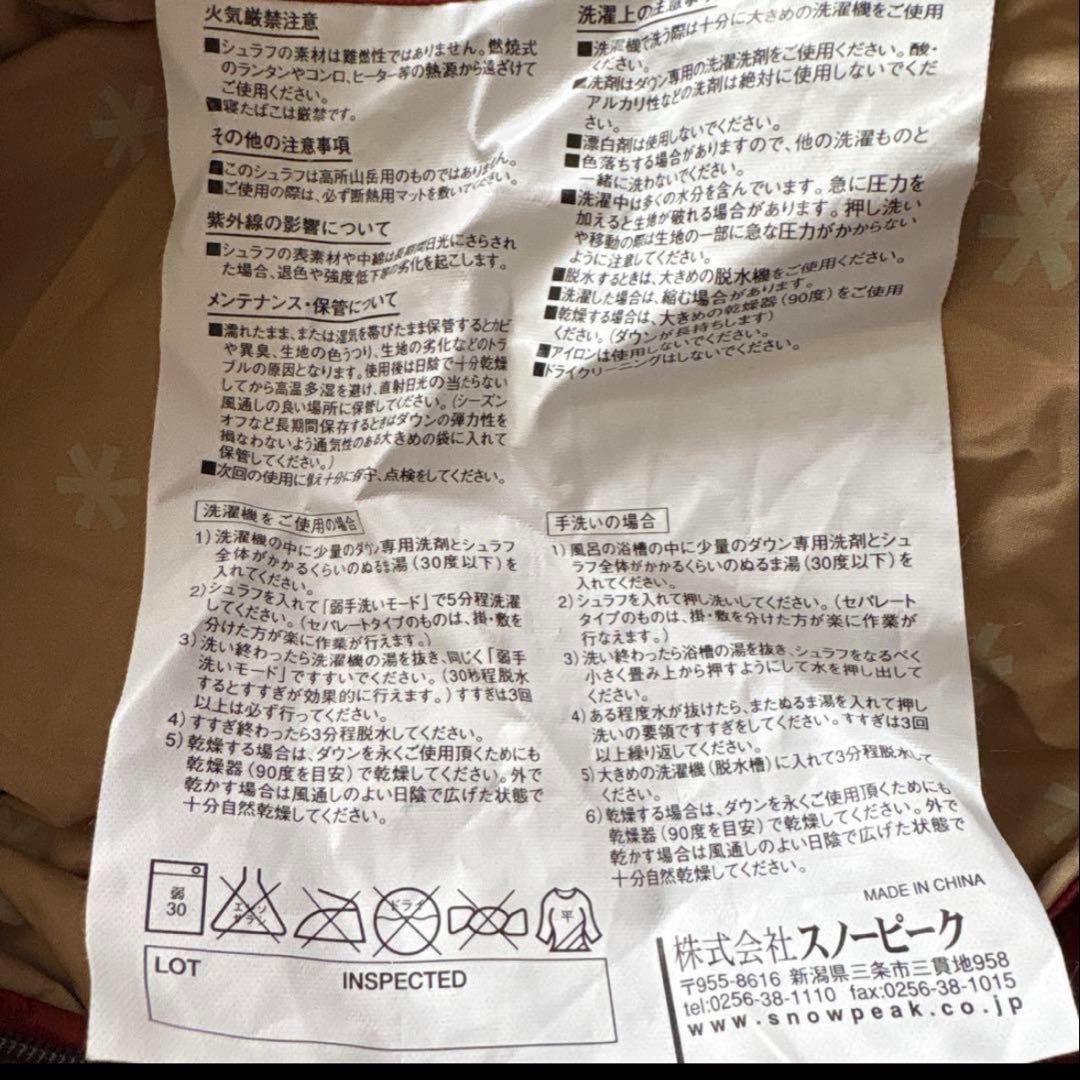 火気厳禁注意
■シュラフの素材は難燃性ではありません。燃焼式
のランタンやコンロ、ヒーター等の熱源から遠ざけて
ご使用ください。
■寝たばこは厳禁です。
その他の注意事項
■このシュラフは高所山岳用のものではありません。
■ご使用の際は、必ず断熱用マットを敷いてください。
紫外線の影響について
■シュラフの表素材や中綿は長期間日光にさらされ
た場合、退色や強度低下等の劣化を起こします。
メンテナンス・保管について
■濡れたまま、または湿気を帯びたまま保管するとカビ
や異臭、生地の色うつり、生地の劣化などのトラ
ブルの原因となります。使用後は日陰で十分乾燥
してから高温多湿を避け、直射日光の当たらない
風通しの良い場所に保管してください。(シーズン
オフなど長期間保存するときはダウンの弾力性を
損なわないよう通気性のある大きめの袋に入れて
保管してください。)
■次回の使用に備え十分に保守、点検をしてください。
洗濯上の注意事項
■洗濯機で洗う際は十分に大きめの洗濯機をご使用
ください。
■洗剤はダウン専用の洗濯洗剤をご使用ください。酸・
アルカリ性などの洗剤は絶対に使用しないでくだ
さい。
■漂白剤は使用しないでください。
■色落ちする場合がありますので、他の洗濯ものと
一緒に洗わないでください。
■洗濯中は多くの水分を含んでいます。急に圧力を
加えると生地が破れる場合があります。押し洗い
や移動の際は生地の一部に急な圧力がかからない
ように注意してください。
■脱水するときは、大きめの脱水機をご使用ください。
■洗濯した場合は、縮む場合があります。
■乾燥する場合は、大きめの乾燥器(90度)をご使用
ください。(ダウンが長持ちします)
■アイロンは使用しないでください。
■ドライクリーニングはしないでください。
洗濯機をご使用の場合
1)洗濯機の中に少量のダウン専用洗剤とシュラフ
全体がかかるくらいのぬるま湯(30度以下)を
入れてください。
2)シュラフを入れて「弱手洗いモード」で5分程洗濯
してください。(セパレートタイプのものは、掛・敷を
分けた方が楽に作業が行えます。)
3)洗い終わったら洗濯機の湯を抜き、同じく「弱手
洗いモード」ですすいでください。(30秒程脱水
するとすすぎが効果的に行えます。)すすぎは3回
以上は必ず行ってください。
4)すすぎ終わったら3分程脱水してください。
5)乾燥する場合は、ダウンを永くご使用頂くためにも
乾燥器(90度を目安)で乾燥してください。外で
乾かす場合は風通しのよい日陰で広げた状態で
十分自然乾燥してください。
手洗いの場合
1)風呂の浴槽の中に少量のダウン専用洗剤とシュ
ラフ全体がかかるくらいのぬるま湯(30度以下)を
入れてください。
2)シュラフを入れて押し洗いしてください。(セパレート
タイプのものは、掛・敷を分けた方が楽に作業が
行なえます。)
3)洗い終わったら浴槽の湯を抜き、シュラフをなるべく
小さく畳み上から押すようにして水を押し出して
ください。
4)ある程度水が抜けたら、またぬるま湯を入れて押し
洗いの要領ですすぎをしてください。すすぎは3回
以上繰り返してください。
5)大きめの洗濯機(脱水槽)に入れて3分程脱水して
ください。
6)乾燥する場合は、ダウンを永くご使用頂くためにも
乾燥器(90度を目安)で乾燥してください。外で
乾かす場合は風通しのよい日陰で広げた状態で
十分自然乾燥してください。
弱
30
エンソ
サラシ
ドライ
平
LOT
INSPECTED
MADE IN CHINA
株式会社スノーピーク
〒955-8616 新潟県三条市三貫地958
tel:0256-38-1110 fax:0256-38-1015
www.snowpeak.co.jp